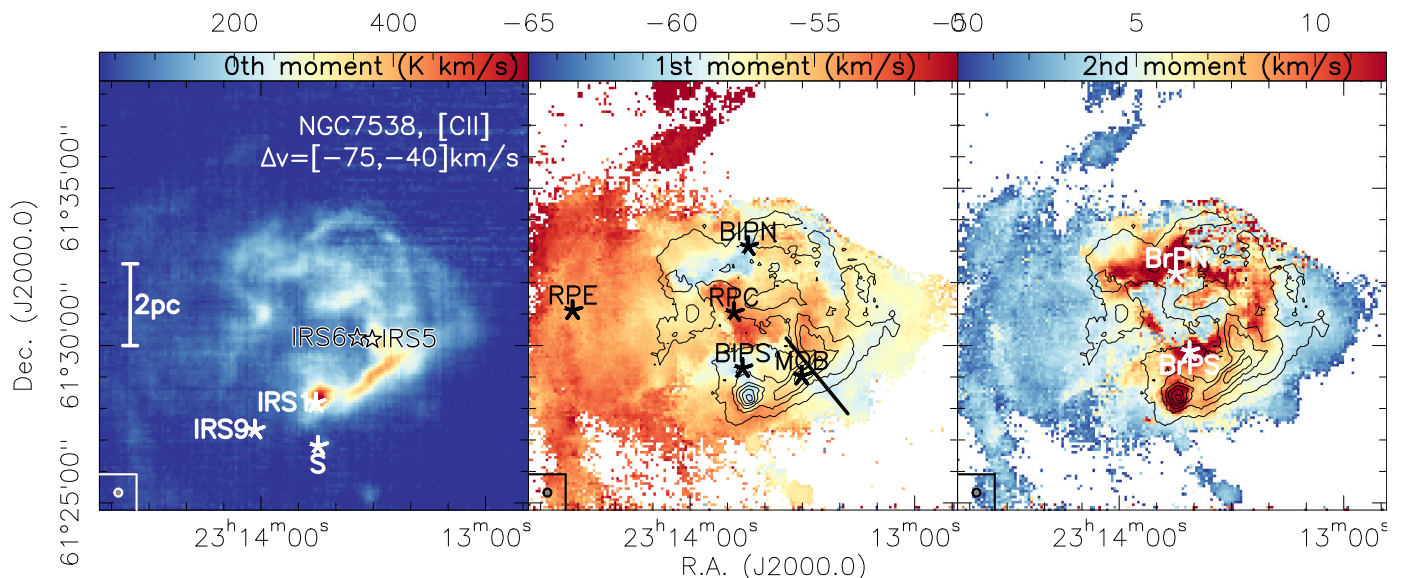 200 400 −65 −60 −55 −50 5 10
0th moment (K km/s) 1st moment (km/s) 2nd moment (km/s)
NGC7538, [CII]
Δv=[−75,−40]km/s
2pc
IRS6 IRS5
IRS1
IRS9
S
BIPN
RPE
RPC
BIPS
MOB
BrPN
BrPS
61°35'00''
61°30'00''
61°25'00''
Dec. (J2000.0)
23ʰ14ᵐ00ˢ 13ᵐ00ˢ 23ʰ14ᵐ00ˢ 13ᵐ00ˢ 23ʰ14ᵐ00ˢ 13ᵐ00ˢ
R.A. (J2000.0)